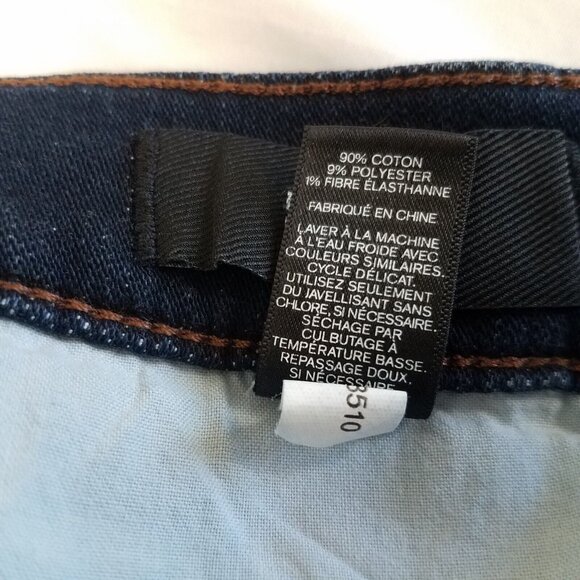 90% COTON
9% POLYESTER
1% FIBRE ÉLASTHANNE
FABRIQUÉ EN CHINE
LAVER À LA MACHINE
À L'EAU FROIDE AVEC
COULEURS SIMILAIRES.
CYCLE DÉLICAT.
UTILISEZ SEULEMENT
DU JAVELLISANT SANS
CHLORE, SI NÉCESSAIRE.
SÉCHAGE PAR
CULBUTAGE À
TEMPÉRATURE BASSE.
REPASSAGE DOUX,
SI NÉCESSAIRE
3510